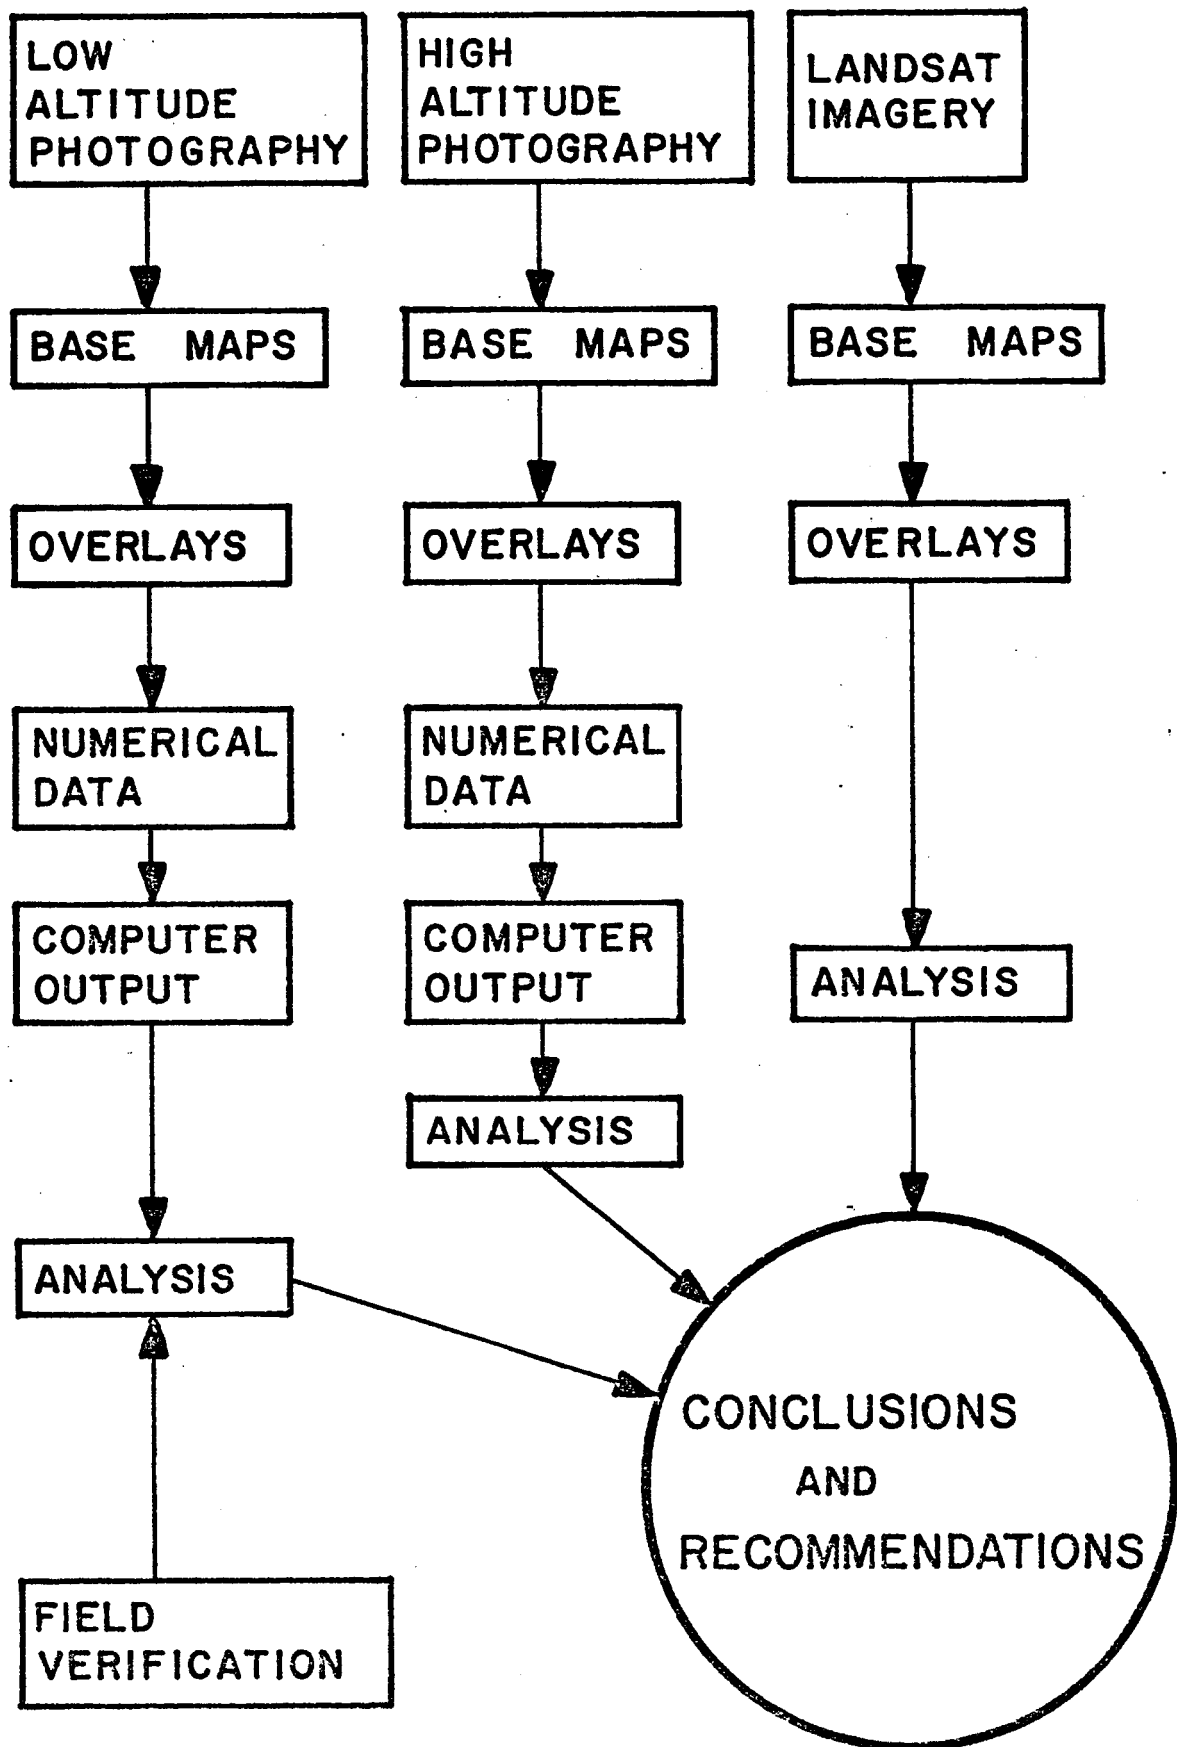 LOW
ALTITUDE
PHOTOGRAPHY
BASE MAPS
OVERLAYS
NUMERICAL
DATA
COMPUTER
OUTPUT
ANALYSIS
FIELD
VERIFICATION
HIGH
ALTITUDE
PHOTOGRAPHY
BASE MAPS
OVERLAYS
NUMERICAL
DATA
COMPUTER
OUTPUT
ANALYSIS
LANDSAT
IMAGERY
BASE MAPS
OVERLAYS
ANALYSIS
CONCLUSIONS
AND
RECOMMENDATIONS